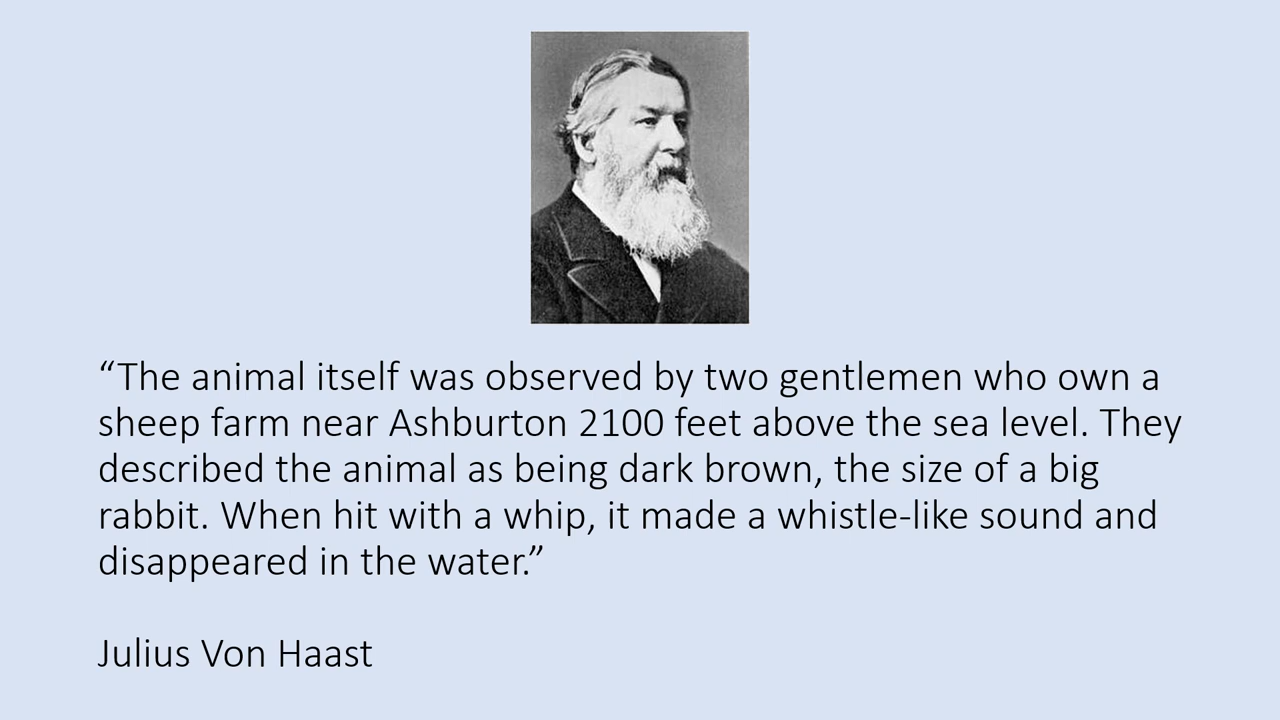 “The animal itself was observed by two gentlemen who own a
sheep farm near Ashburton 2100 feet above the sea level. They
described the animal as being dark brown, the size of a big
rabbit. When hit with a whip, it made a whistle-like sound and
disappeared in the water.”
Julius Von Haast